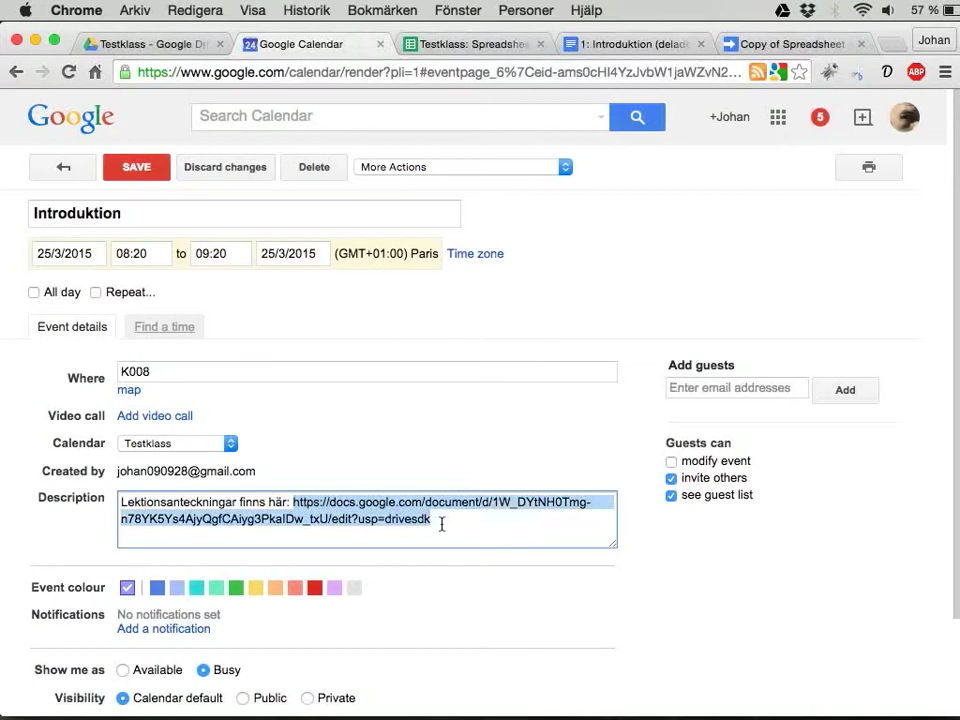 Chrome Arkiv Redigera Visa Historik Bokmärken Fönster Personer Hjälp 57 %
Testklass - Google Dr Google Calendar Testklass: Spreadshe 1: Introduktion (delad Copy of Spreadsheet Johan
https://www.google.com/calendar/render?pli=1#eventpage_6%7Ceid-ams0cHI4YzJvbW1jaWZvN2...
Google Search Calendar +Johan 5
SAVE Discard changes Delete More Actions
Introduktion
25/3/2015 08:20 to 09:20 25/3/2015 (GMT+01:00) Paris Time zone
All day Repeat...
Event details Find a time
Where K008
map
Video call Add video call
Calendar Testklass
Created by johan090928@gmail.com
Description Lektionsanteckningar finns här: https://docs.google.com/document/d/1W_DYtNH0Tmg-
n78YK5Ys4AjyQgfCAiyg3PkaIDw_txU/edit?usp=drivesdk
Event colour
Notifications No notifications set
Add a notification
Show me as Available Busy
Visibility Calendar default Public Private
Add guests
Enter email addresses Add
Guests can
modify event
invite others
see guest list